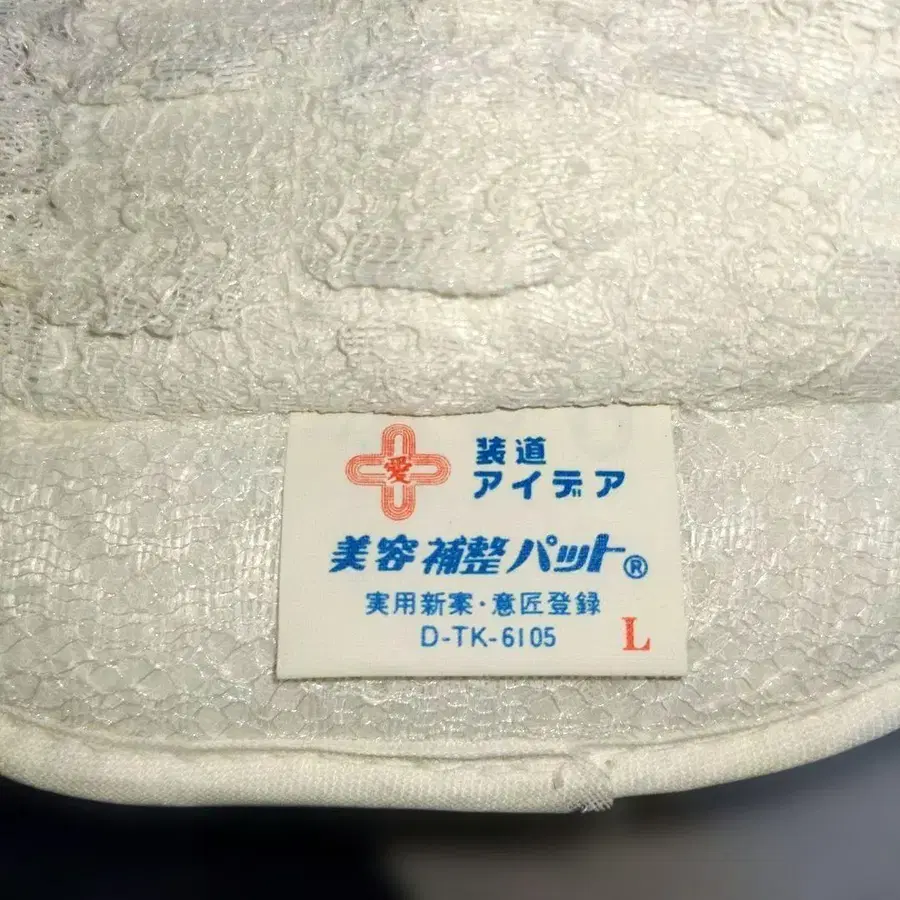 愛
装道
アイデア
美容補整パット®
実用新案・意匠登録
D-TK-6105
L